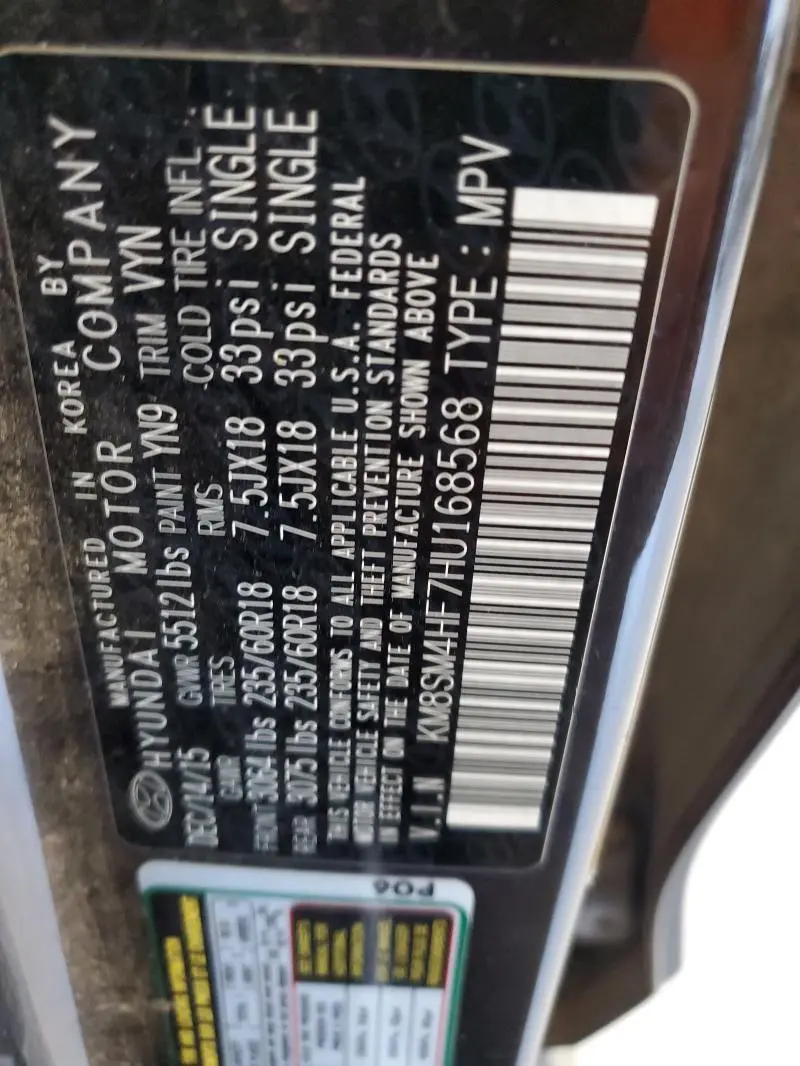 MANUFACTURED IN KOREA BY
HYUNDAI MOTOR COMPANY
DEC/14/15 GVWR 5512lbs PAINT YN9 TRIM VYN
GAWR TIRES RIMS COLD TIRE INFL.
FRONT 3064lbs 235/60R18 7.5JX18 33psi SINGLE
REAR 3075lbs 235/60R18 7.5JX18 33psi SINGLE
THIS VEHICLE CONFORMS TO ALL APPLICABLE U.S.A. FEDERAL
MOTOR VEHICLE SAFETY AND THEFT PREVENTION STANDARDS
IN EFFECT ON THE DATE OF MANUFACTURE SHOWN ABOVE
V.I.N KM8SM4HF7HU168568 TYPE : MPV
P06